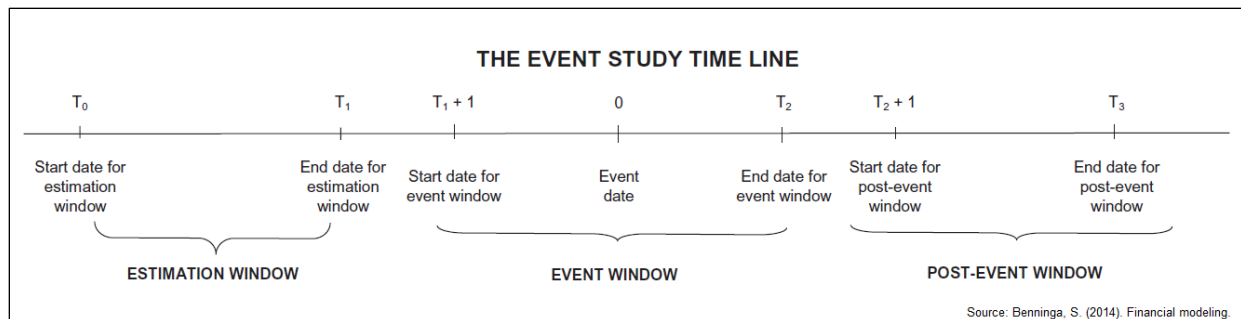 THE EVENT STUDY TIME LINE
T₀ T₁ T₁ + 1 0 T₂ T₂ + 1 T₃
Start date for
estimation
window
End date for
estimation
window
Start date for
event window
Event
date
End date for
event window
Start date for
post-event
window
End date for
post-event
window
ESTIMATION WINDOW
EVENT WINDOW
POST-EVENT WINDOW
Source: Benninga, S. (2014). Financial modeling.